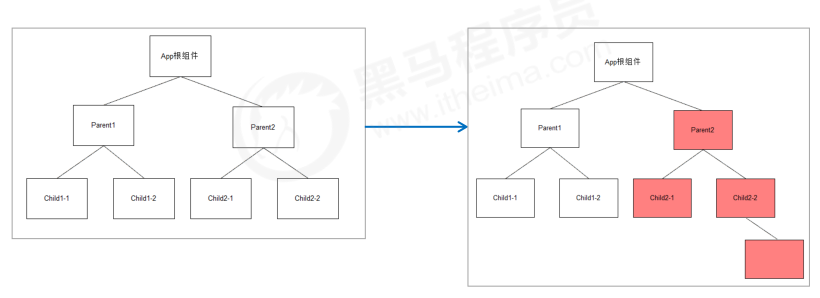 App根组件
Parent1
Parent2
Child1-1
Child1-2
Child2-1
Child2-2
黑马程序员
www.itheima.com
App根组件
Parent1
Parent2
Child1-1
Child1-2
Child2-1
Child2-2